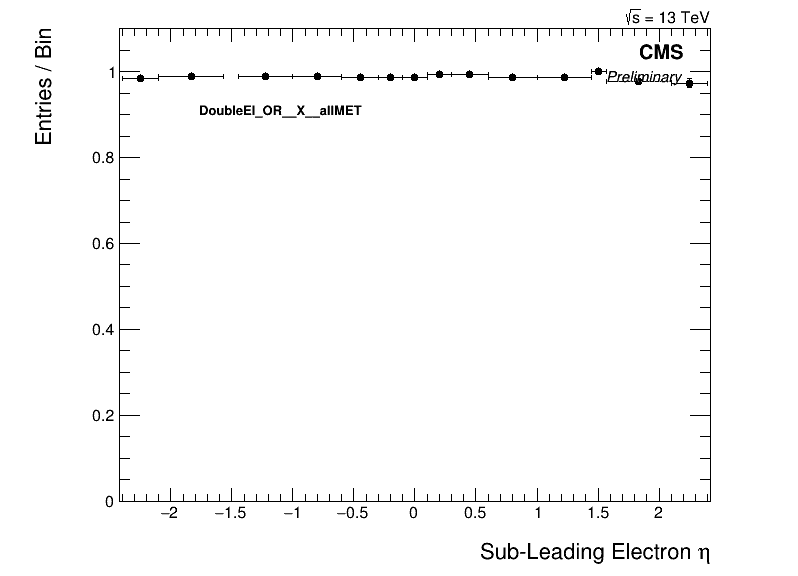 √s = 13 TeV
CMS
Preliminary
DoubleEl_OR__X__allMET
Entries / Bin
1
0.8
0.6
0.4
0.2
0
−2 −1.5 −1 −0.5 0 0.5 1 1.5 2
Sub-Leading Electron η